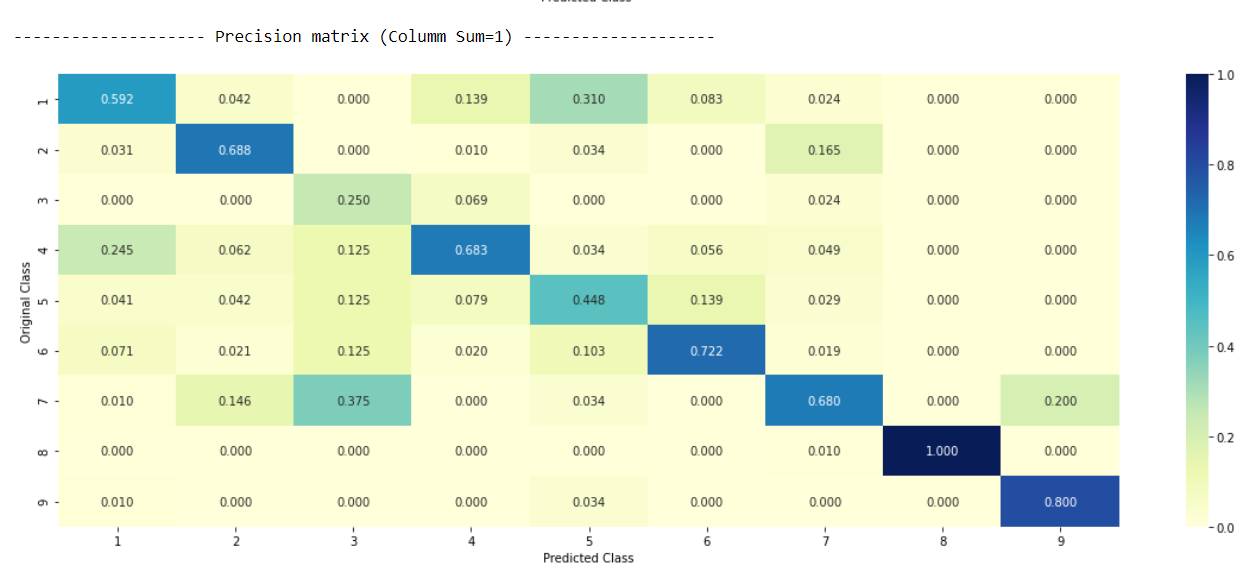 Predicted Class
-------------------- Precision matrix (Columm Sum=1) --------------------
1 0.592 0.042 0.000 0.139 0.310 0.083 0.024 0.000 0.000
2 0.031 0.688 0.000 0.010 0.034 0.000 0.165 0.000 0.000
3 0.000 0.000 0.250 0.069 0.000 0.000 0.024 0.000 0.000
4 0.245 0.062 0.125 0.683 0.034 0.056 0.049 0.000 0.000
5 0.041 0.042 0.125 0.079 0.448 0.139 0.029 0.000 0.000
6 0.071 0.021 0.125 0.020 0.103 0.722 0.019 0.000 0.000
7 0.010 0.146 0.375 0.000 0.034 0.000 0.680 0.000 0.200
8 0.000 0.000 0.000 0.000 0.000 0.000 0.010 1.000 0.000
9 0.010 0.000 0.000 0.000 0.034 0.000 0.000 0.000 0.800
Original Class
1 2 3 4 5 6 7 8 9
Predicted Class
1.0
0.8
0.6
0.4
0.2
0.0